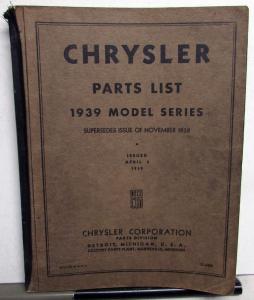 CHRYSLER
PARTS LIST
1939 MODEL SERIES
SUPERSEDES ISSUE OF NOVEMBER 1938
ISSUED
APRIL
1939
CHRYSLER CORPORATION
PARTS DIVISION
DETROIT, MICHIGAN, U. S. A.